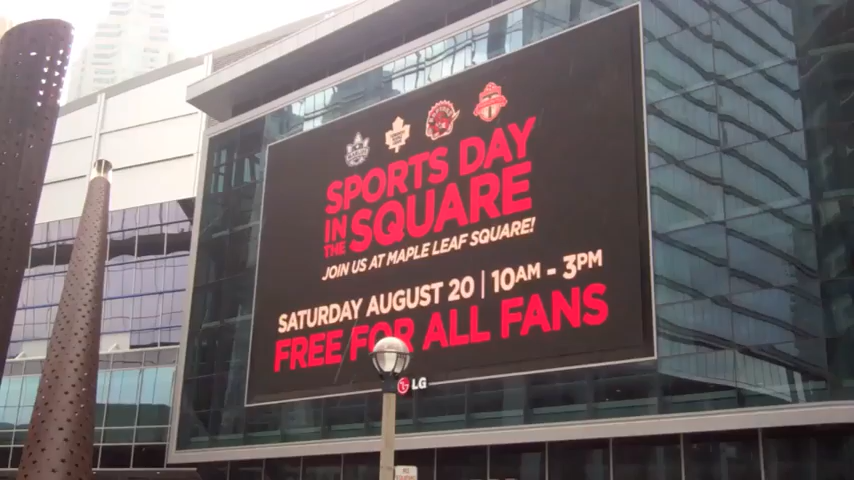 SPORTS DAY
IN THE SQUARE
JOIN US AT MAPLE LEAF SQUARE!
SATURDAY AUGUST 20 | 10AM - 3PM
FREE FOR ALL FANS
LG